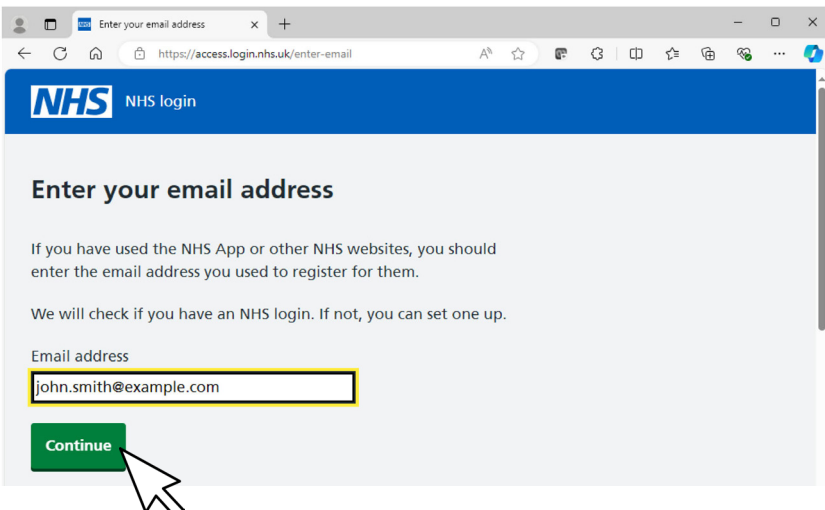 Enter your email address
https://access.login.nhs.uk/enter-email
NHS NHS login
Enter your email address
If you have used the NHS App or other NHS websites, you should
enter the email address you used to register for them.
We will check if you have an NHS login. If not, you can set one up.
Email address
john.smith@example.com
Continue